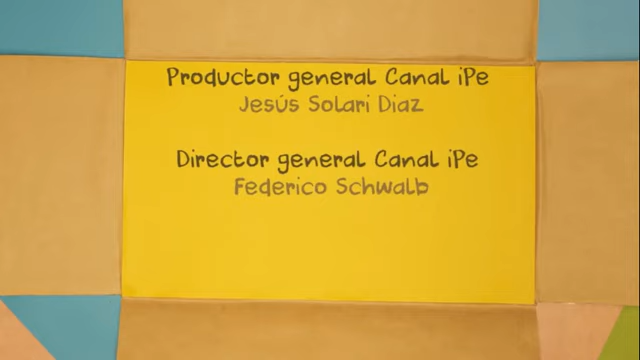 Productor general Canal iPe
Jesús Solari Diaz
Director general Canal iPe
Federico Schwalb